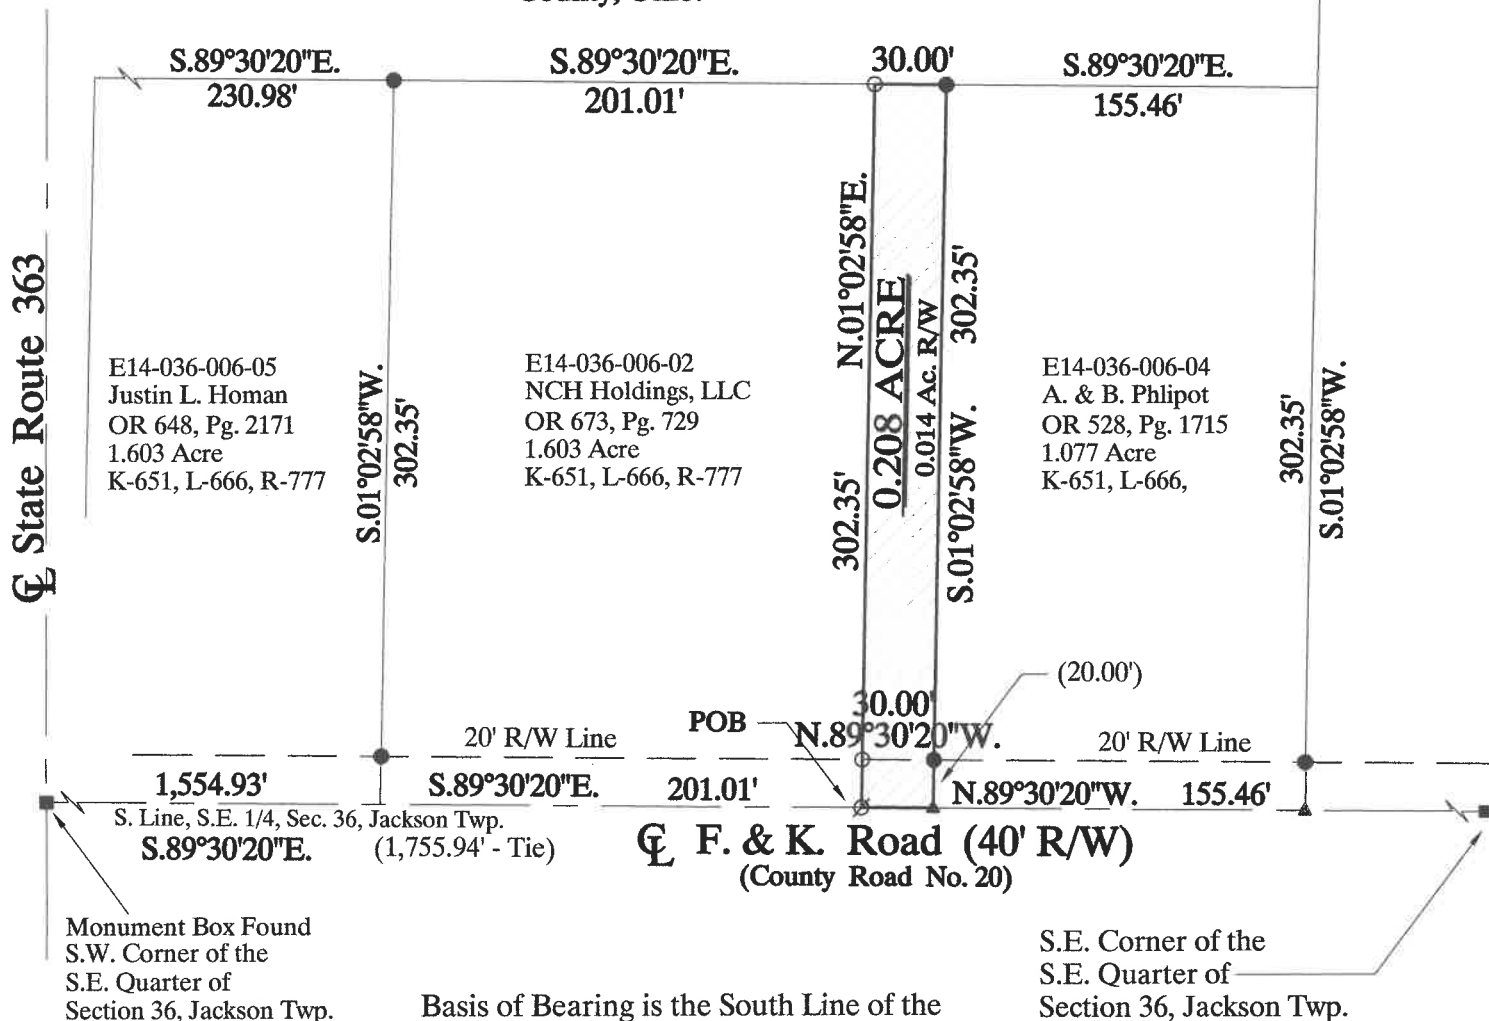 S.89°30'20"E.
230.98'
S.89°30'20"E.
201.01'
30.00'
S.89°30'20"E.
155.46'
℄ State Route 363
E14-036-006-05
Justin L. Homan
OR 648, Pg. 2171
1.603 Acre
K-651, L-666, R-777
S.01°02'58"W.
302.35'
E14-036-006-02
NCH Holdings, LLC
OR 673, Pg. 729
1.603 Acre
K-651, L-666, R-777
N.01°02'58"E.
302.35'
0.208 ACRE
0.014 Ac. R/W
302.35'
S.01°02'58"W.
E14-036-006-04
A. & B. Phlipot
OR 528, Pg. 1715
1.077 Acre
K-651, L-666,
302.35'
S.01°02'58"W.
(20.00')
30.00'
N.89°30'20"W.
POB
20' R/W Line
20' R/W Line
1,554.93'
S.89°30'20"E.
201.01'
N.89°30'20"W.
155.46'
S. Line, S.E. 1/4, Sec. 36, Jackson Twp.
S.89°30'20"E.
(1,755.94' - Tie)
℄ F. & K. Road (40' R/W)
(County Road No. 20)
Monument Box Found
S.W. Corner of the
S.E. Quarter of
Section 36, Jackson Twp.
Basis of Bearing is the South Line of the
S.E. Corner of the
S.E. Quarter of
Section 36, Jackson Twp.